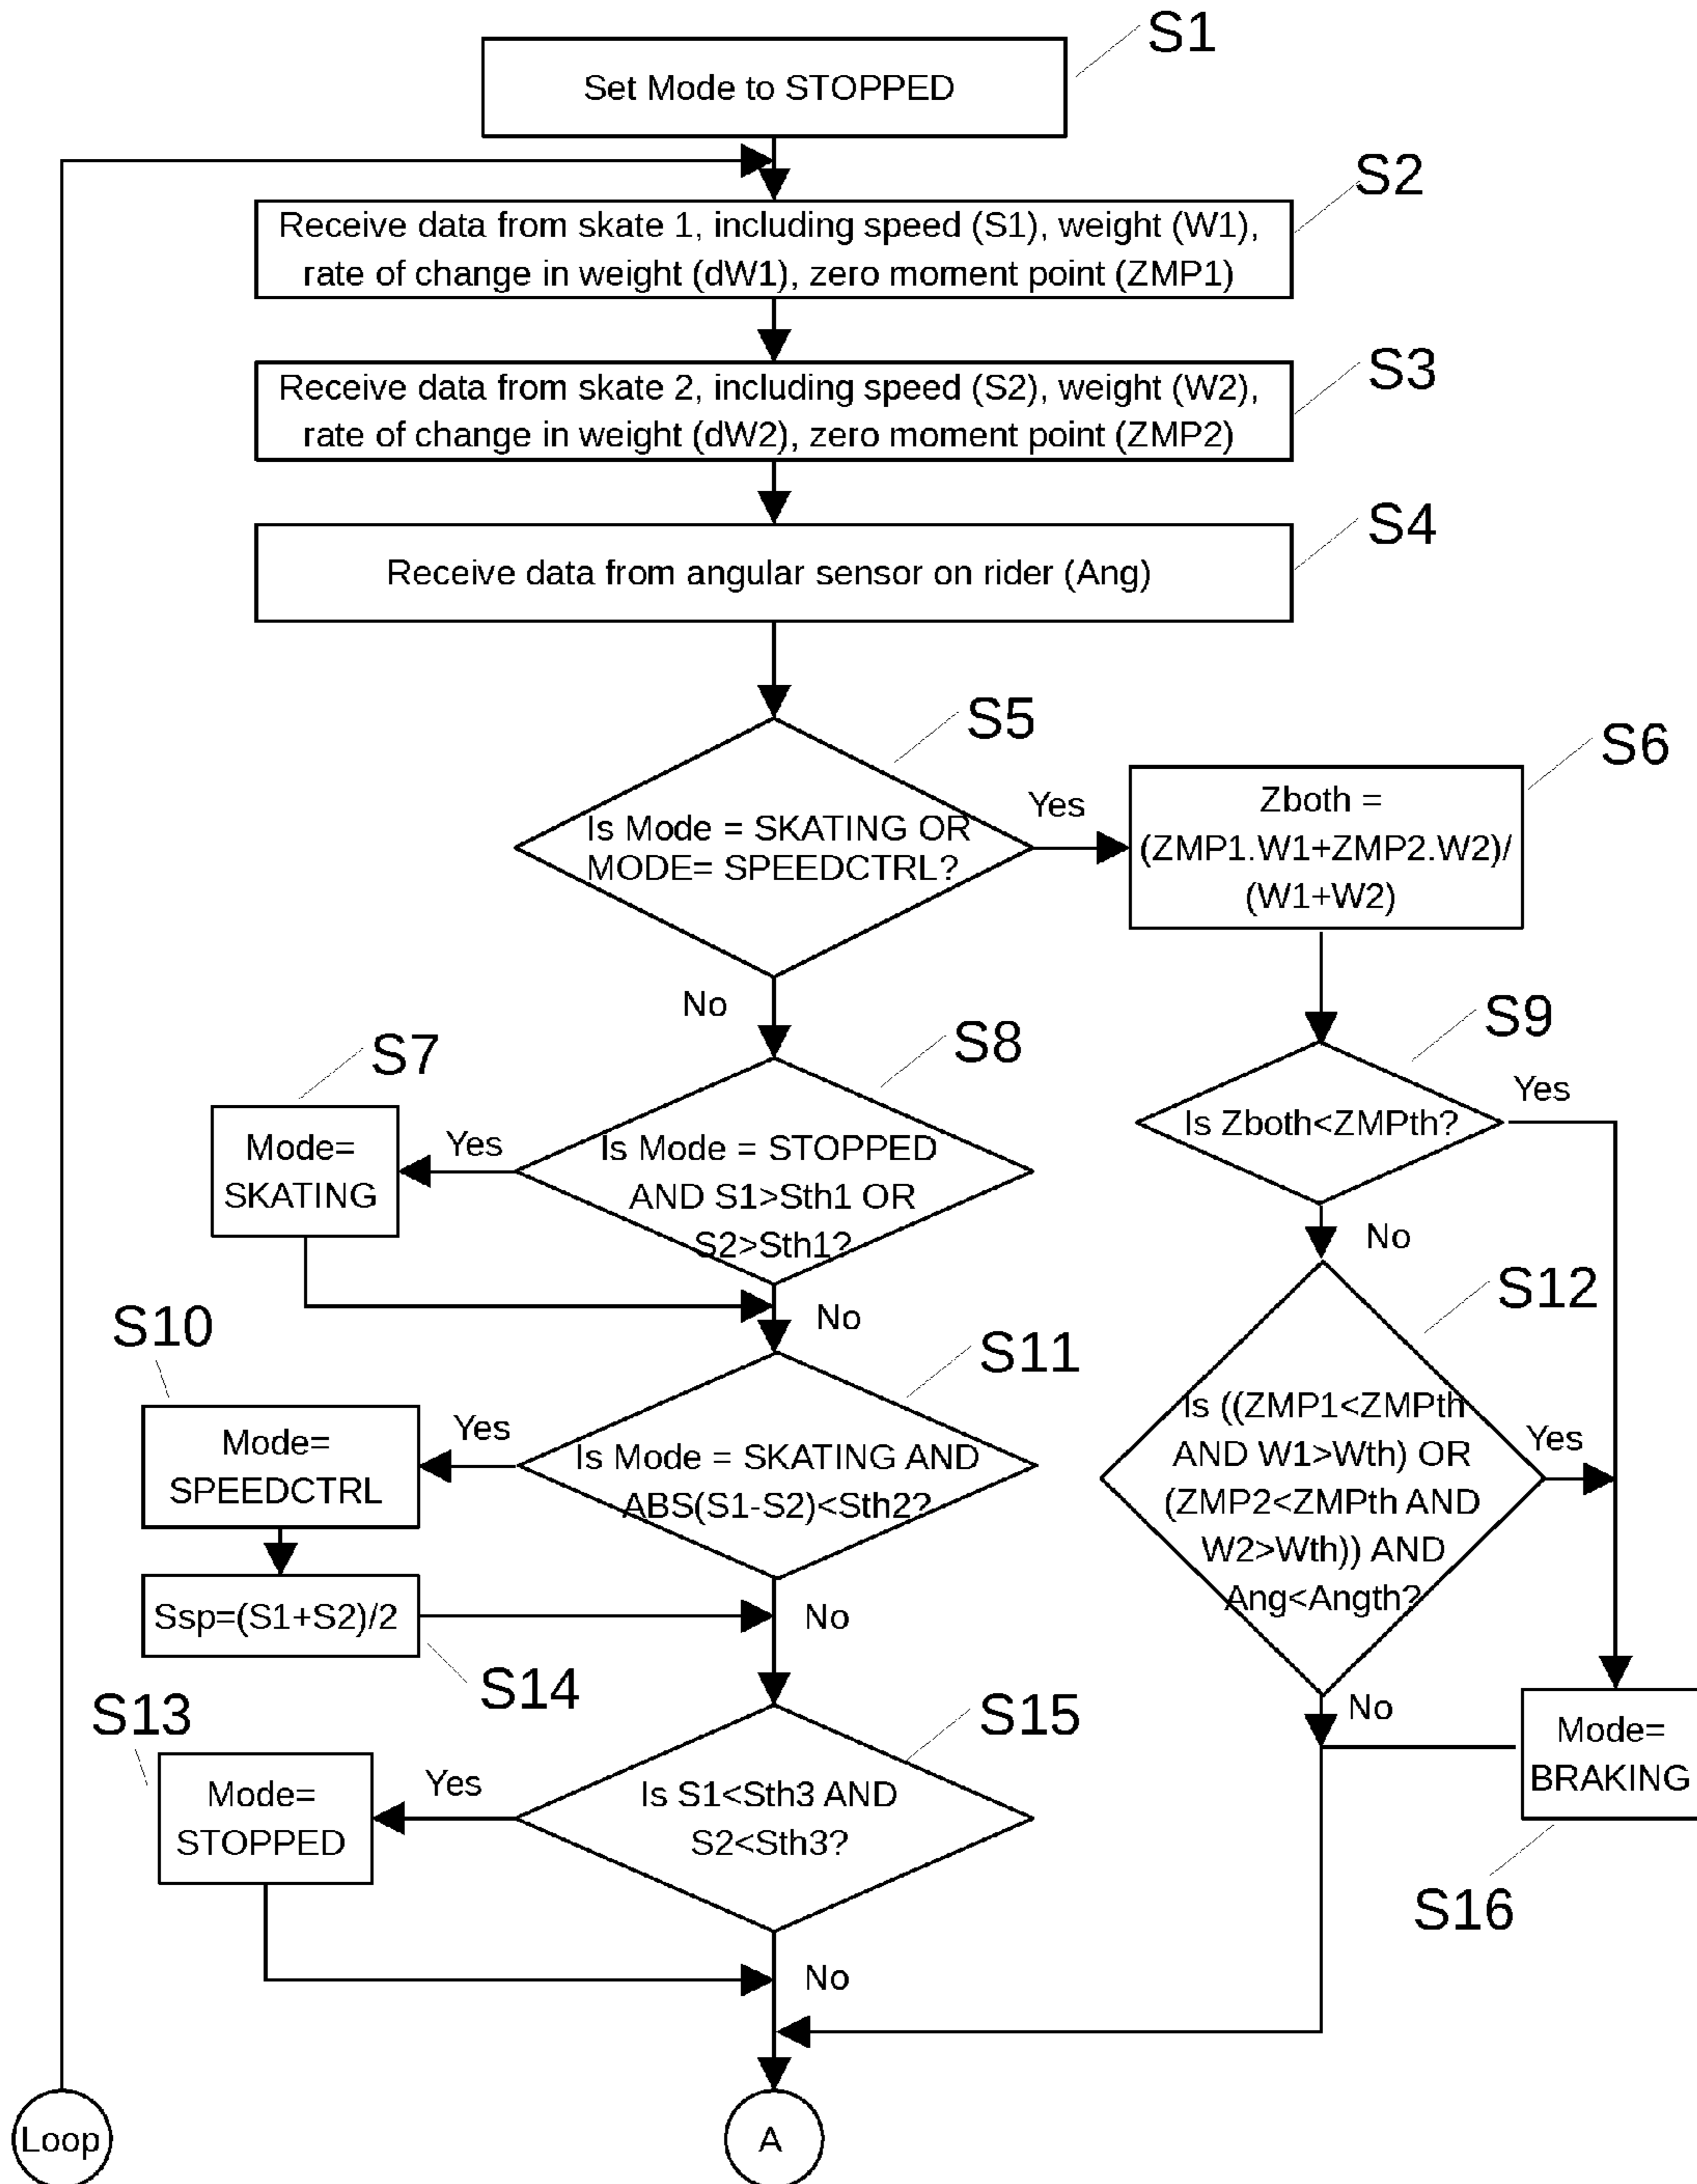 S1
Set Mode to STOPPED
S2
Receive data from skate 1, including speed (S1), weight (W1),
rate of change in weight (dW1), zero moment point (ZMP1)
S3
Receive data from skate 2, including speed (S2), weight (W2),
rate of change in weight (dW2), zero moment point (ZMP2)
S4
Receive data from angular sensor on rider (Ang)
S5
Is Mode = SKATING OR
MODE= SPEEDCTRL?
Yes
No
S6
Zboth =
(ZMP1.W1+ZMP2.W2)/
(W1+W2)
S7
Mode=
SKATING
Yes
S8
Is Mode = STOPPED
AND S1>Sth1 OR
S2>Sth1?
No
S9
Is Zboth<ZMPth?
Yes
No
S10
Mode=
SPEEDCTRL
Yes
S11
Is Mode = SKATING AND
ABS(S1-S2)<Sth2?
No
S12
Is ((ZMP1<ZMPth
AND W1>Wth) OR
(ZMP2<ZMPth AND
W2>Wth)) AND
Ang<Angth?
Yes
No
Ssp=(S1+S2)/2
S14
S13
Mode=
STOPPED
Yes
S15
Is S1<Sth3 AND
S2<Sth3?
No
Mode=
BRAKING
S16
Loop
A